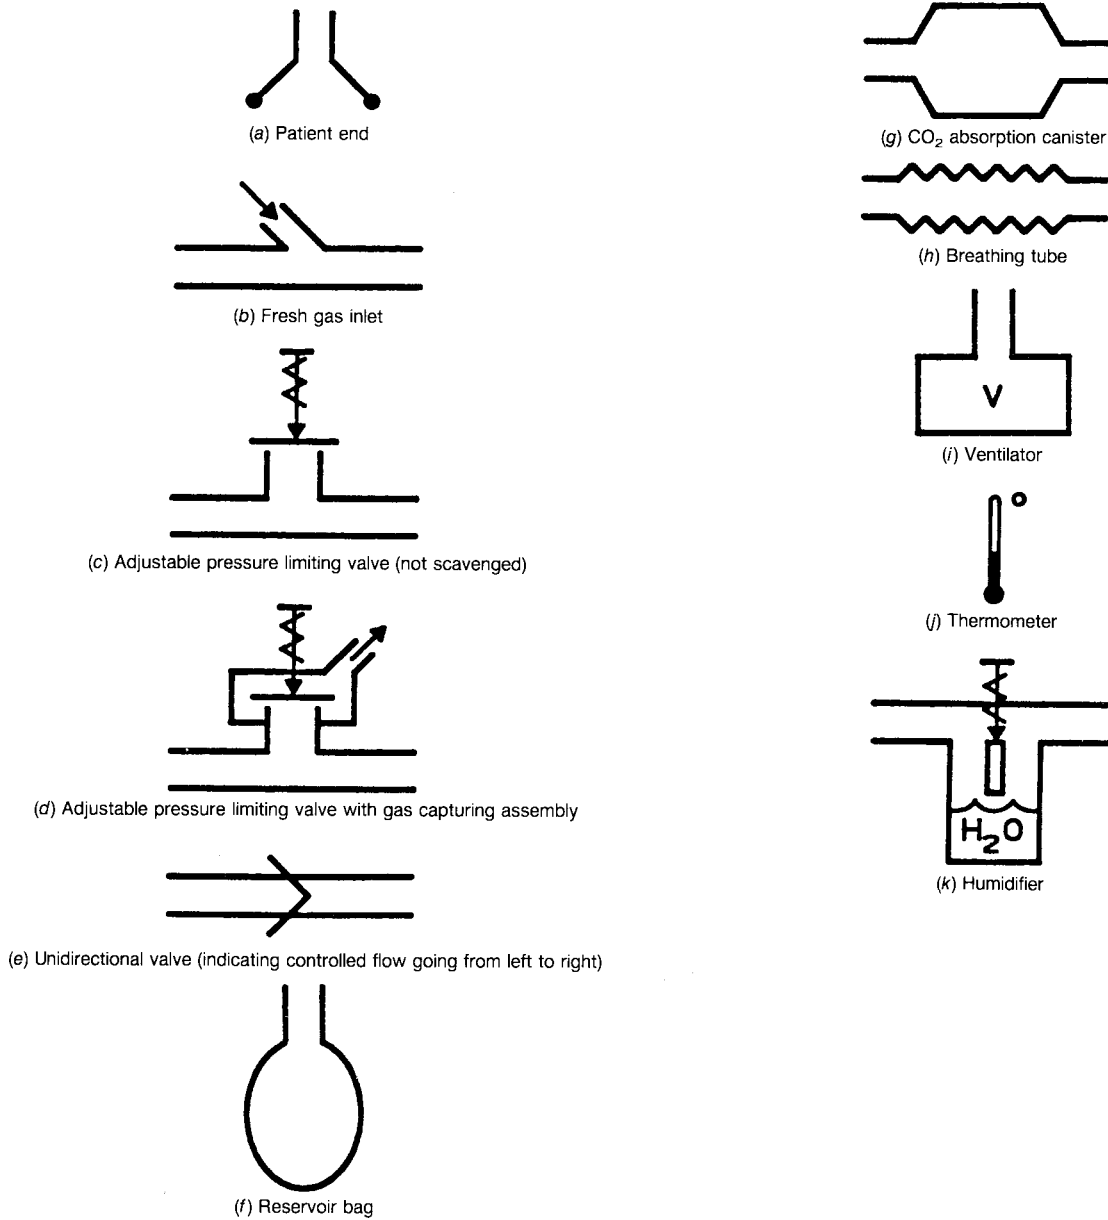 (a) Patient end
(b) Fresh gas inlet
(c) Adjustable pressure limiting valve (not scavenged)
(d) Adjustable pressure limiting valve with gas capturing assembly
(e) Unidirectional valve (indicating controlled flow going from left to right)
(f) Reservoir bag
(g) CO₂ absorption canister
(h) Breathing tube
V
(i) Ventilator
(j) Thermometer
H₂O
(k) Humidifier